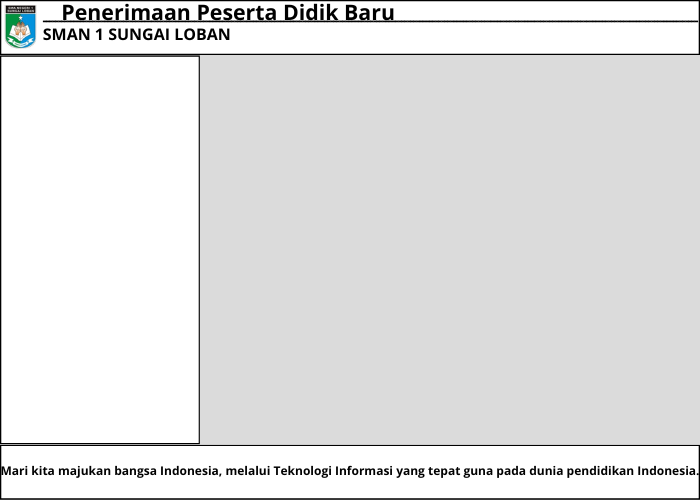 Penerimaan Peserta Didik Baru
SMAN 1 SUNGAI LOBAN
Mari kita majukan bangsa Indonesia, melalui Teknologi Informasi yang tepat guna pada dunia pendidikan Indonesia.